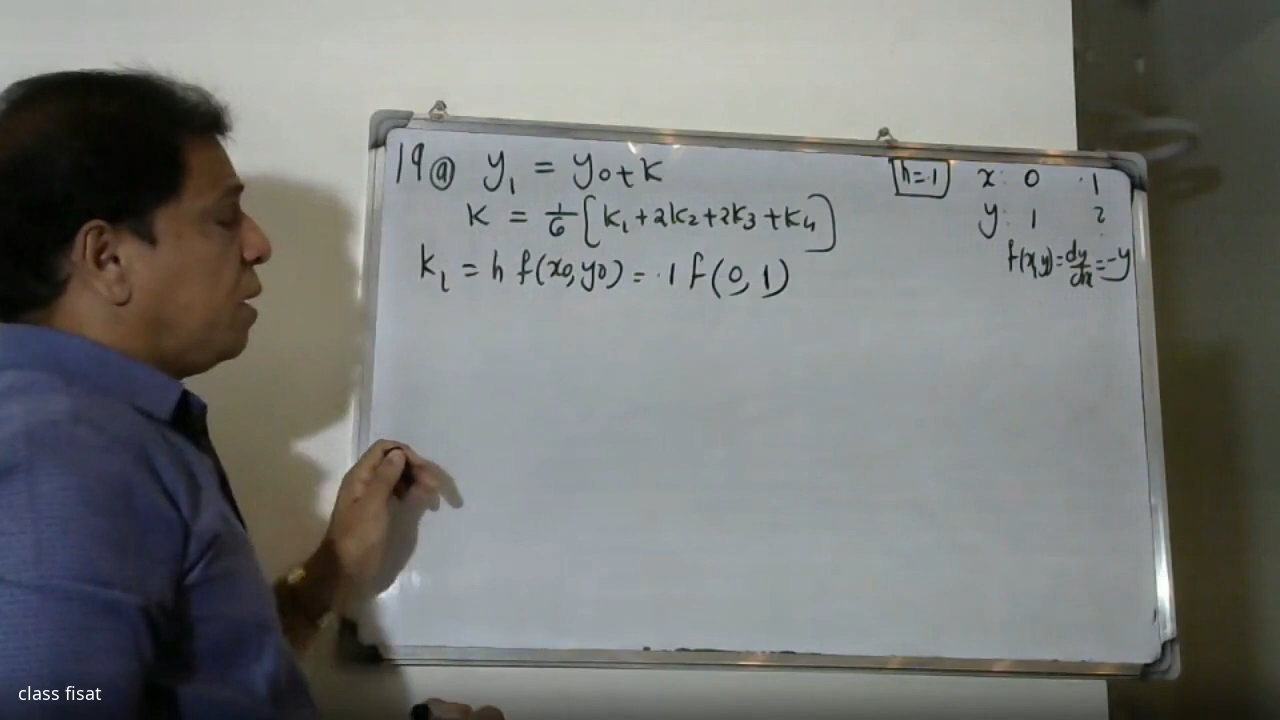 19 (a) y₁ = y₀ + k
K = 1/6 [k₁ + 2k₂ + 2k₃ + k₄]
k₁ = h f(x₀, y₀) = .1 f(0, 1)
h = .1
x: 0 .1
y: 1 ?
f(x,y) = dy/dx = -y
class fisat